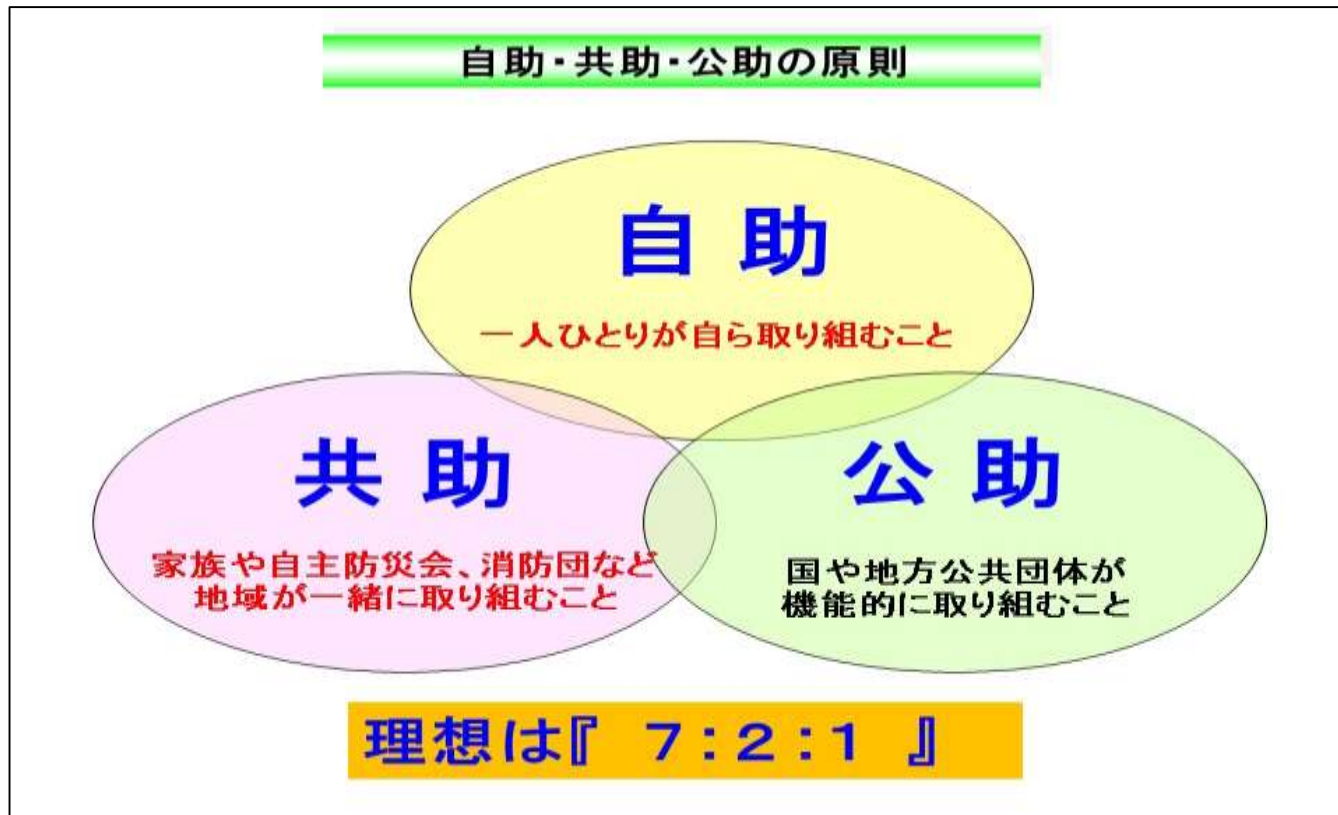 自助・共助・公助の原則
自 助
一人ひとりが自ら取り組むこと
共 助
家族や自主防災会、消防団など
地域が一緒に取り組むこと
公 助
国や地方公共団体が
機能的に取り組むこと
理想は『 7:2:1 』